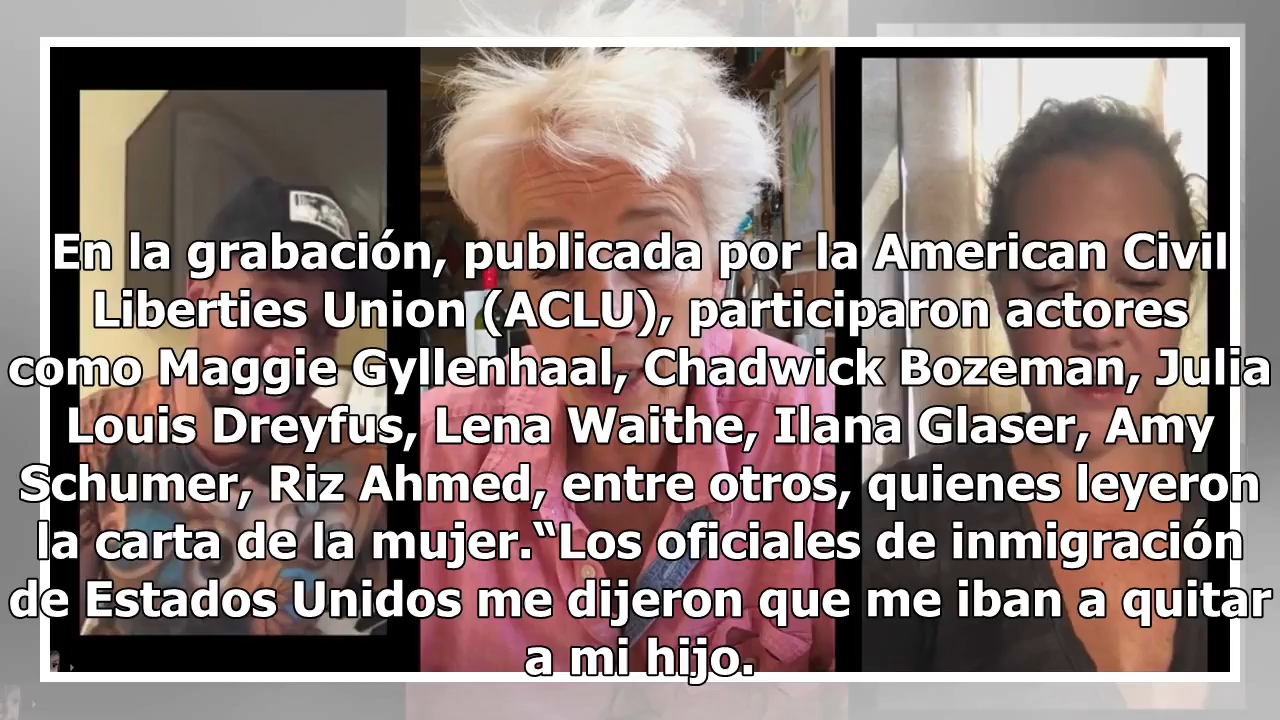 En la grabación, publicada por la American Civil
Liberties Union (ACLU), participaron actores
como Maggie Gyllenhaal, Chadwick Bozeman, Julia
Louis Dreyfus, Lena Waithe, Ilana Glaser, Amy
Schumer, Riz Ahmed, entre otros, quienes leyeron
la carta de la mujer.“Los oficiales de inmigración
de Estados Unidos me dijeron que me iban a quitar
a mi hijo.